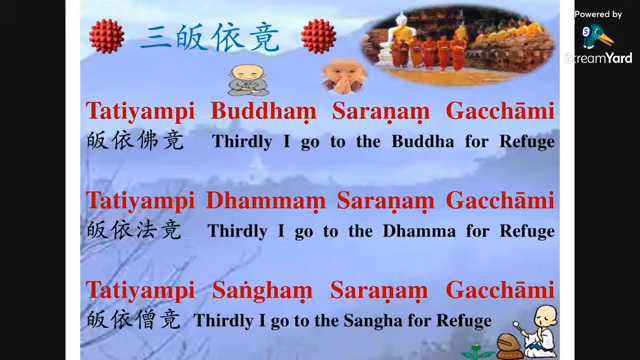 Powered by
StreamYard
三皈依竟
Tatiyampi Buddhaṃ Saraṇaṃ Gacchāmi
皈依佛竟 Thirdly I go to the Buddha for Refuge
Tatiyampi Dhammaṃ Saraṇaṃ Gacchāmi
皈依法竟 Thirdly I go to the Dhamma for Refuge
Tatiyampi Saṅghaṃ Saraṇaṃ Gacchāmi
皈依僧竟 Thirdly I go to the Sangha for Refuge